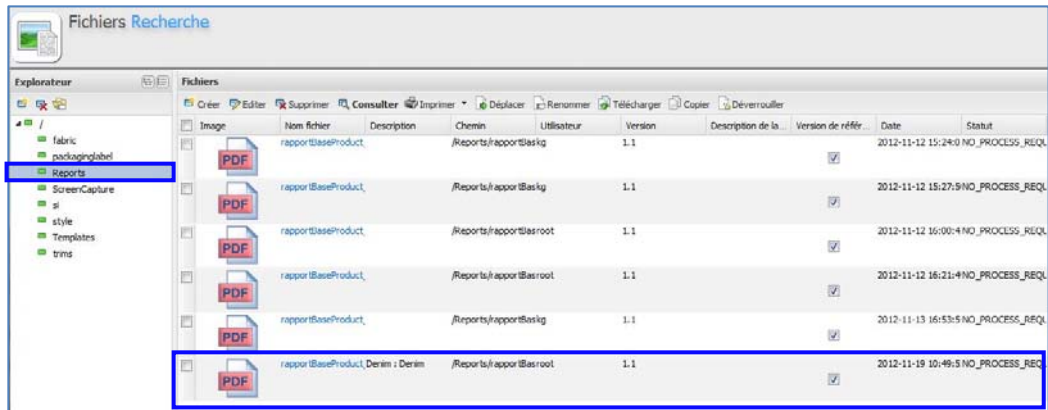 Fichiers Recherche
Explorateur
Fichiers
Créer Editer Supprimer Consulter Imprimer Déplacer Renommer Télécharger Copier Déverrouiller
Image Nom fichier Description Chemin Utilisateur Version Description de la... Version de référ... Date Statut
/
fabric
packaginglabel
Reports
ScreenCapture
sl
style
Templates
trims
PDF rapportBaseProduct_ /Reports/rapportBaskg 1.1 2012-11-12 15:24:0 NO_PROCESS_REQU
PDF rapportBaseProduct_ /Reports/rapportBaskg 1.1 2012-11-12 15:27:5 NO_PROCESS_REQU
PDF rapportBaseProduct_ /Reports/rapportBasroot 1.1 2012-11-12 16:00:4 NO_PROCESS_REQU
PDF rapportBaseProduct_ /Reports/rapportBasroot 1.1 2012-11-12 16:21:4 NO_PROCESS_REQU
PDF rapportBaseProduct_ /Reports/rapportBaskg 1.1 2012-11-13 16:53:5 NO_PROCESS_REQU
PDF rapportBaseProduct_ Denim : Denim /Reports/rapportBasroot 1.1 2012-11-19 10:49:5 NO_PROCESS_REQU